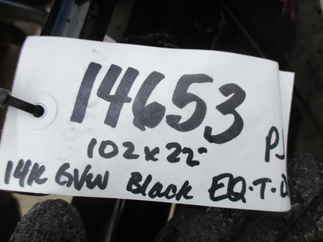 14653
102 x 22" PJ
14K GVW Black EQ-T-